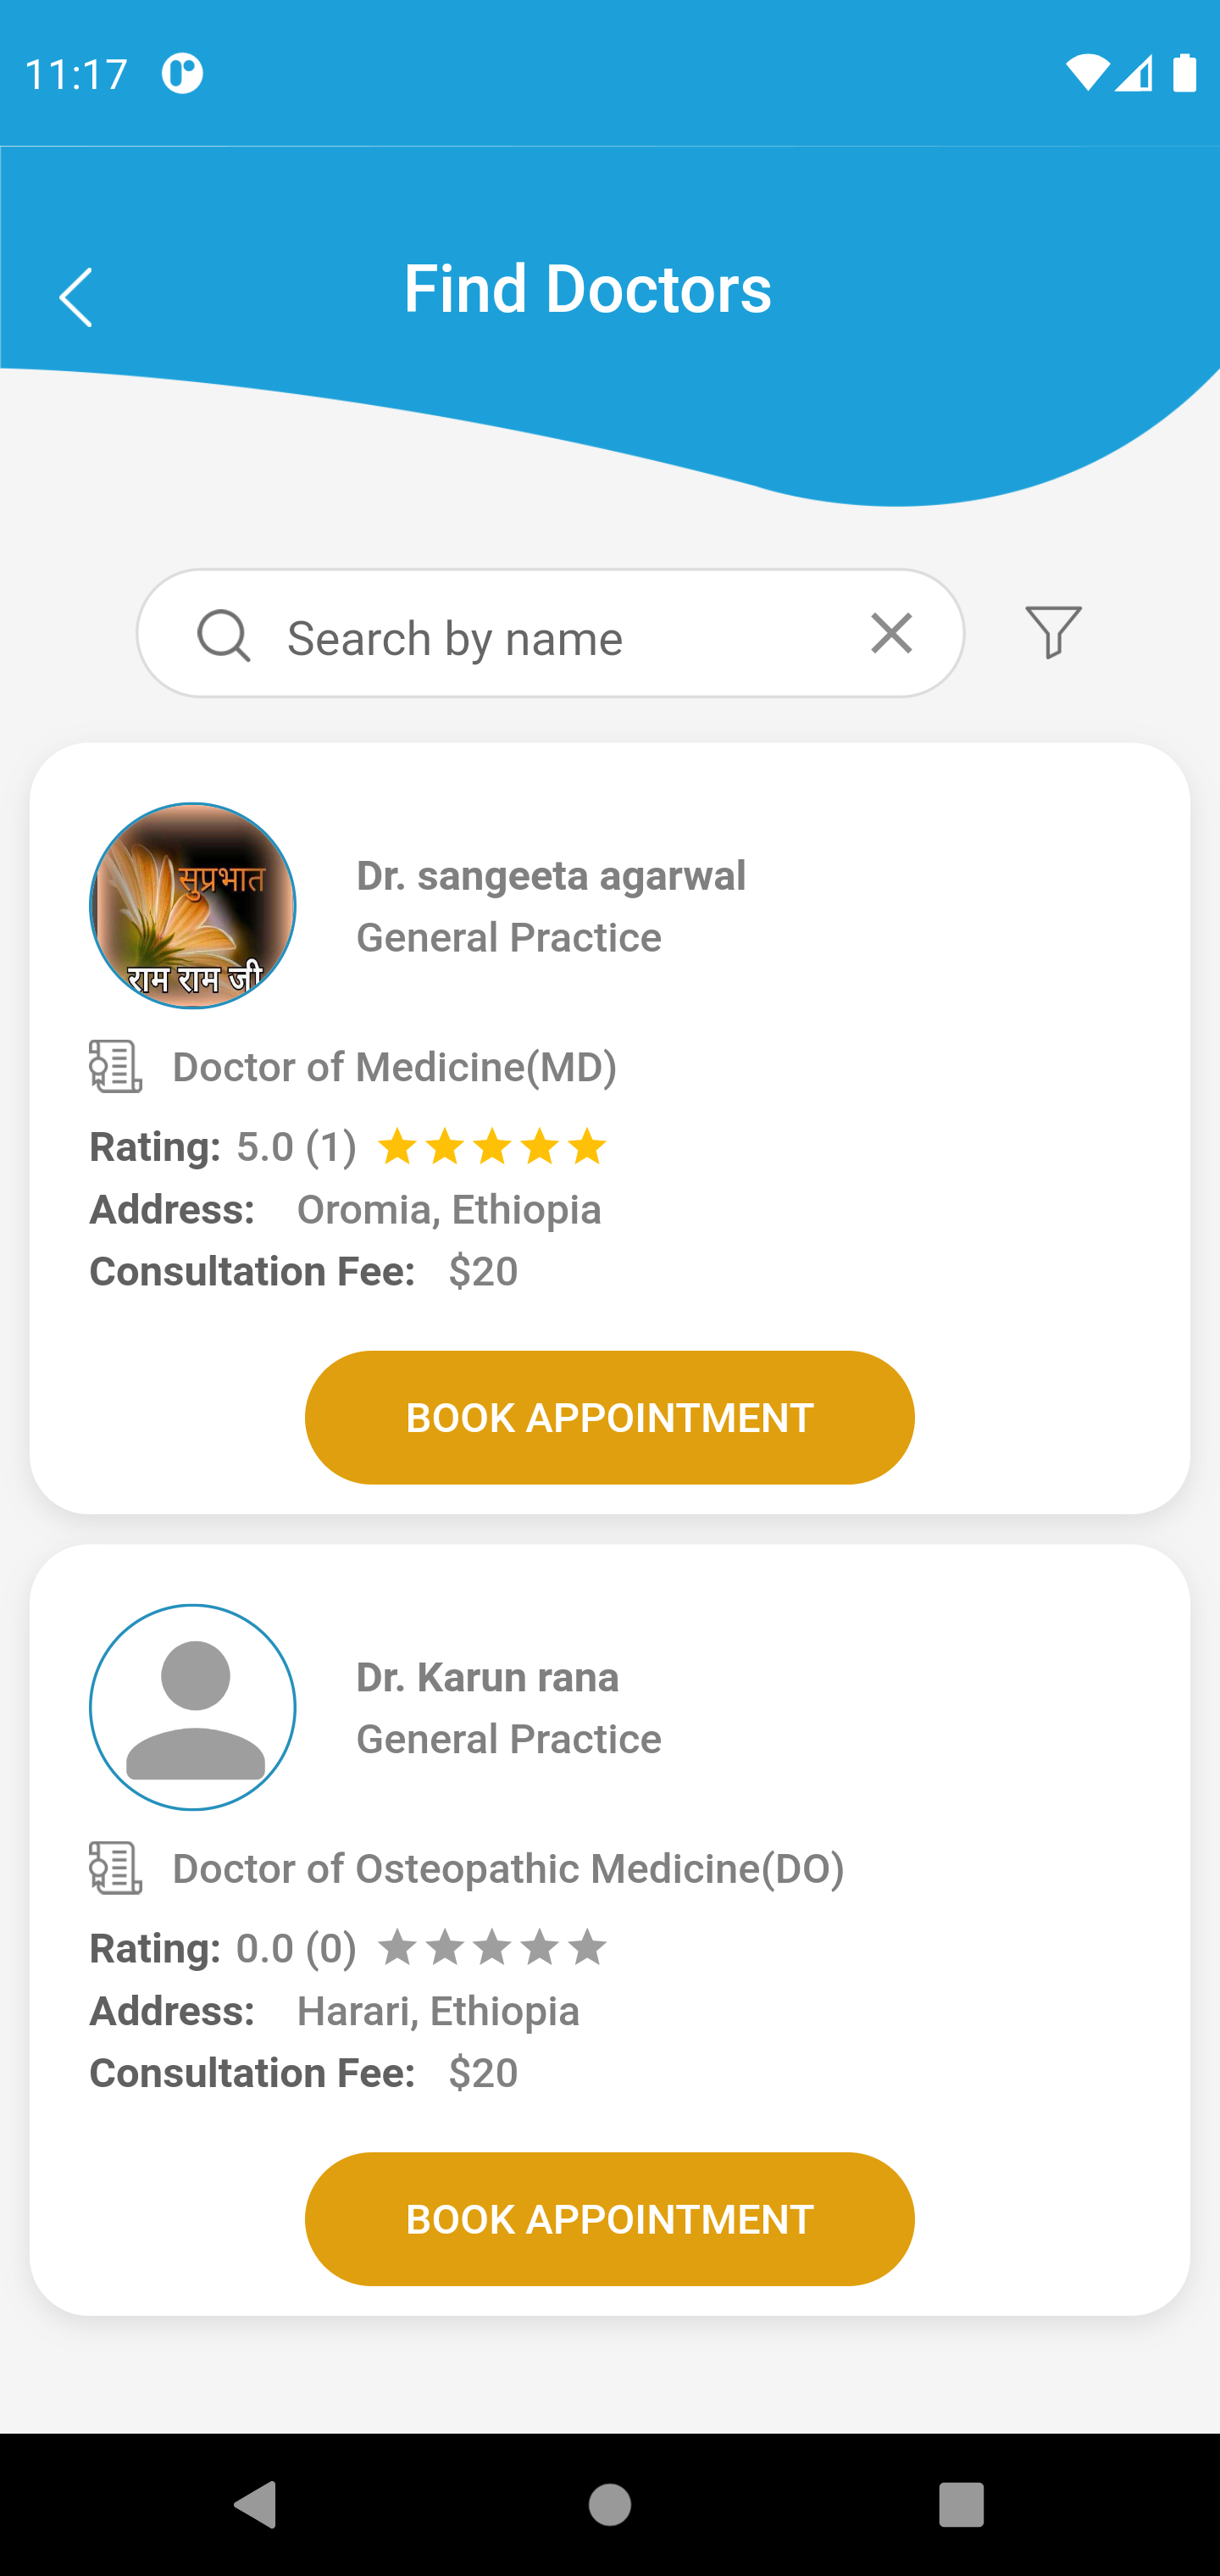 11:17
Find Doctors
Search by name
सुप्रभात
राम राम जी
Dr. sangeeta agarwal
General Practice
Doctor of Medicine(MD)
Rating: 5.0 (1)
Address: Oromia, Ethiopia
Consultation Fee: $20
BOOK APPOINTMENT
Dr. Karun rana
General Practice
Doctor of Osteopathic Medicine(DO)
Rating: 0.0 (0)
Address: Harari, Ethiopia
Consultation Fee: $20
BOOK APPOINTMENT